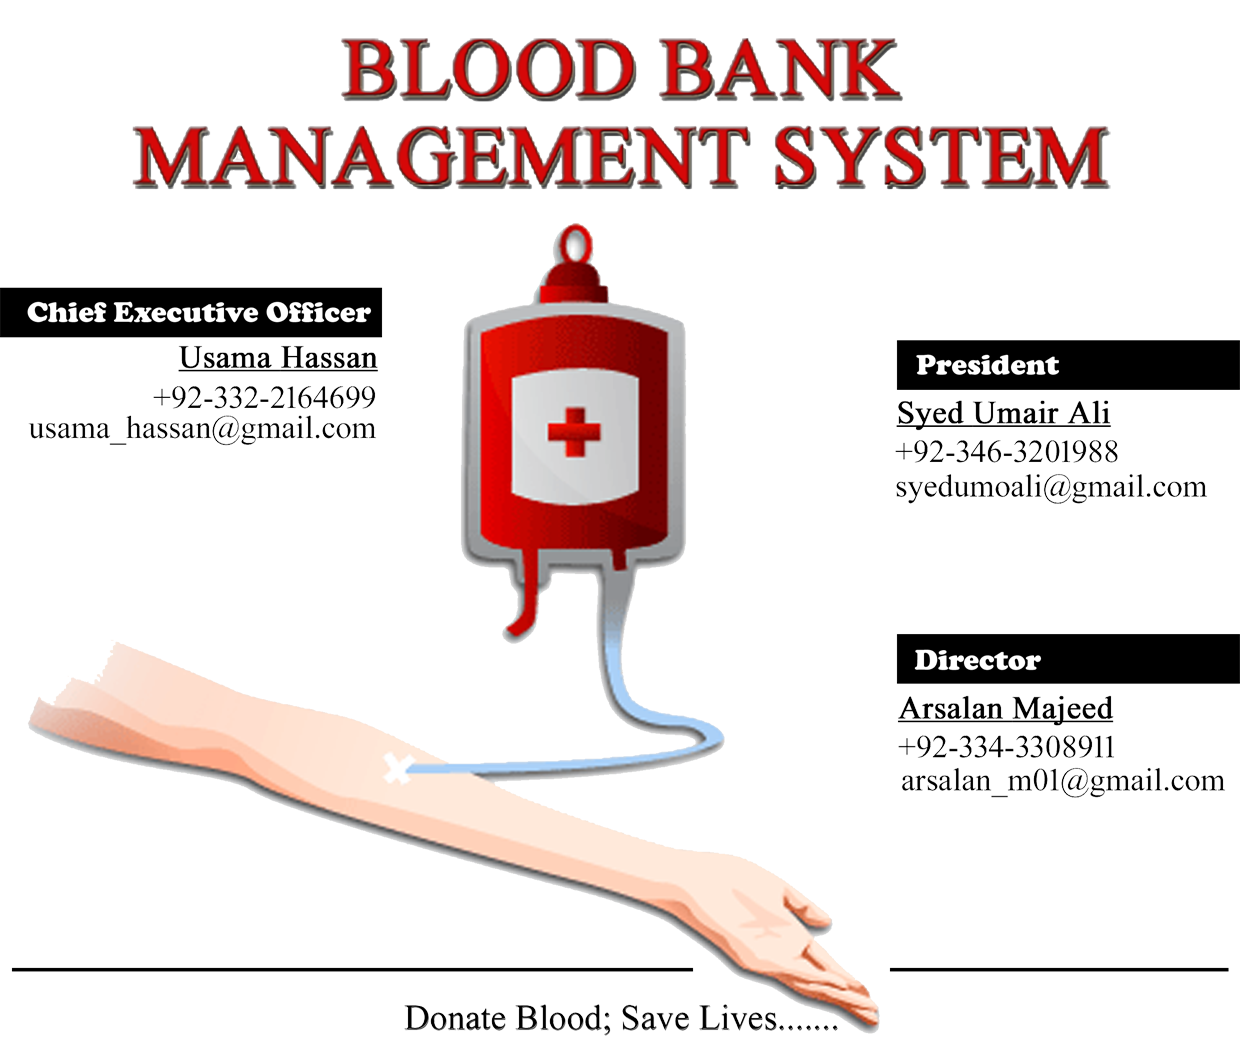 BLOOD BANK
MANAGEMENT SYSTEM
Chief Executive Officer
Usama Hassan
+92-332-2164699
usama_hassan@gmail.com
President
Syed Umair Ali
+92-346-3201988
syedumoali@gmail.com
Director
Arsalan Majeed
+92-334-3308911
arsalan_m01@gmail.com
Donate Blood; Save Lives.......